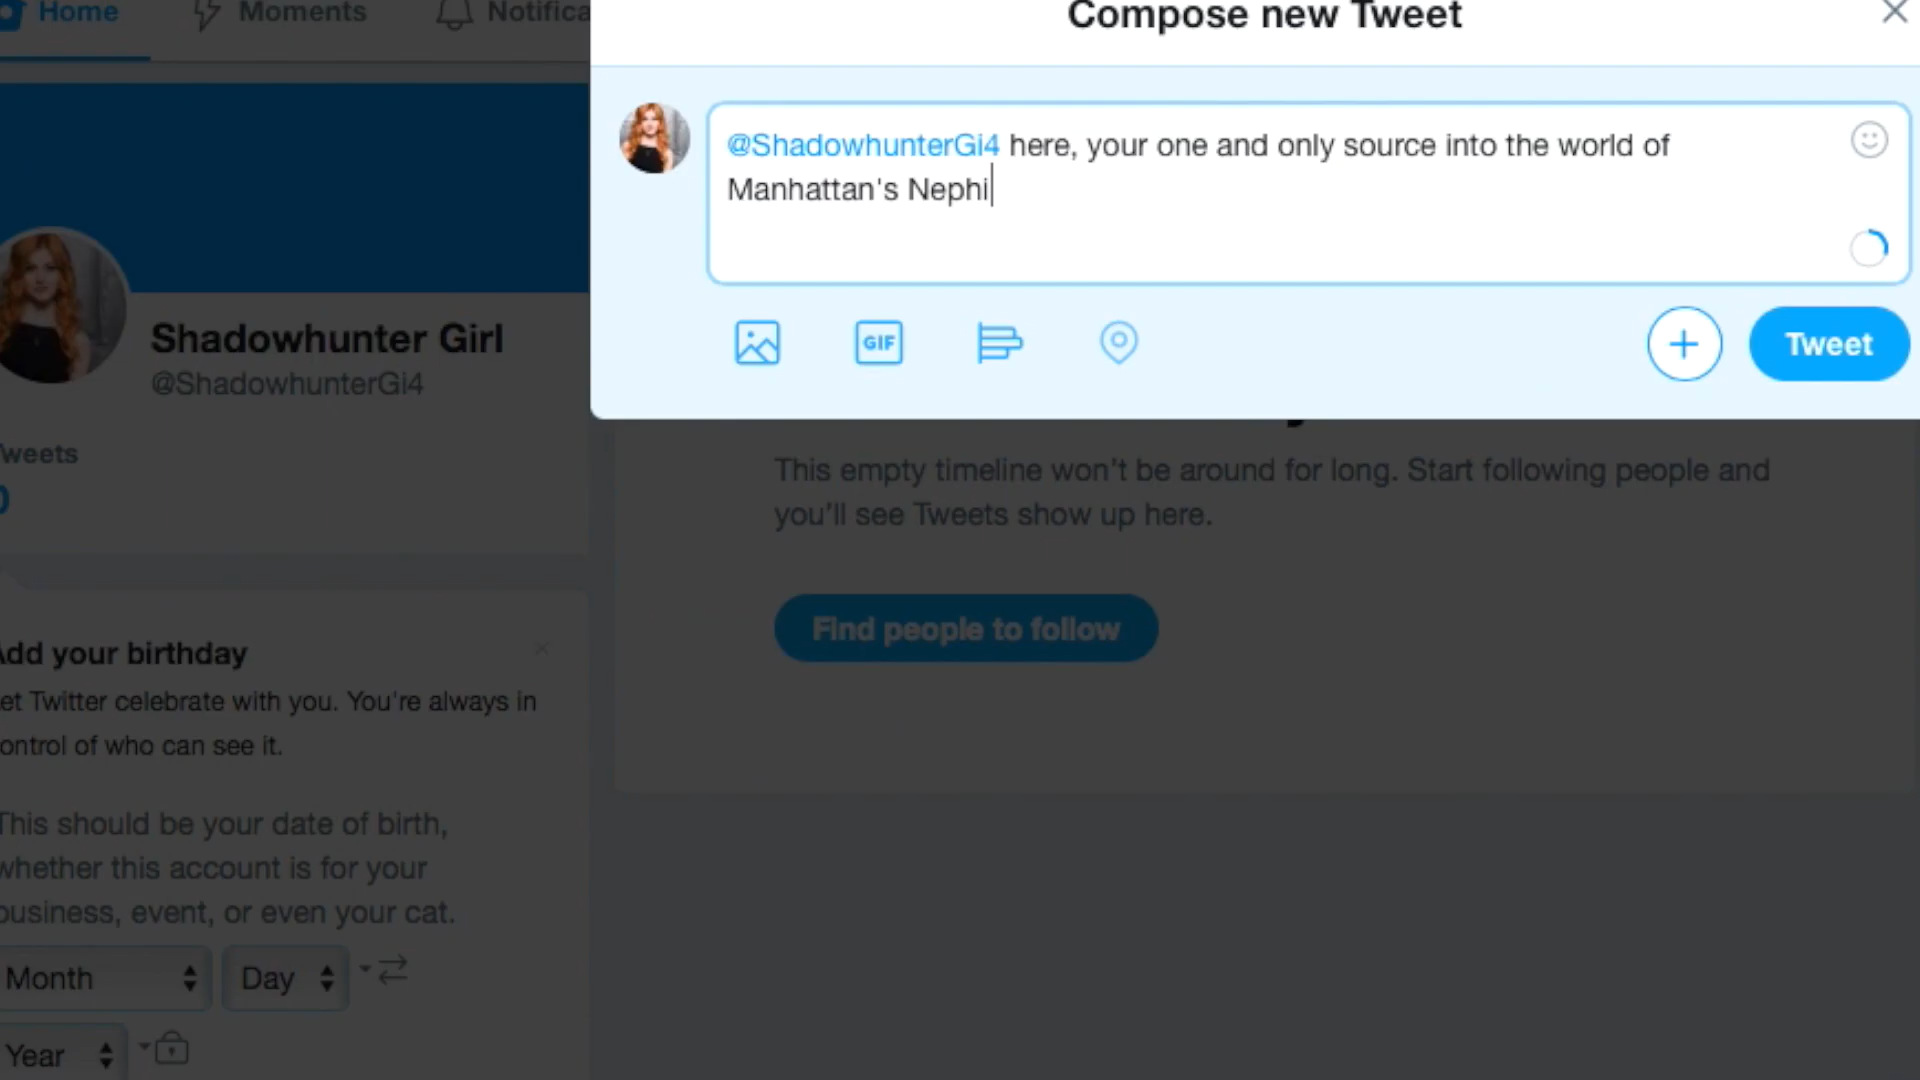 Home Moments Notifica
Compose new Tweet
@ShadowhunterGi4 here, your one and only source into the world of
Manhattan's Nephi
GIF
Tweet
Shadowhunter Girl
@ShadowhunterGi4
weets
0
This empty timeline won't be around for long. Start following people and
you'll see Tweets show up here.
Find people to follow
Add your birthday
et Twitter celebrate with you. You're always in
ontrol of who can see it.
This should be your date of birth,
whether this account is for your
business, event, or even your cat.
Month Day
Year